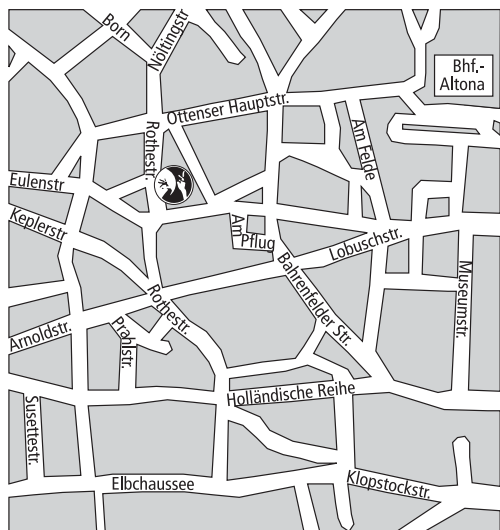 Born
Nöltingstr.
Bhf.-
Altona
Ottenser Hauptstr.
Rothestr.
Am Felde
Eulenstr
Keplerstr
Am
Pflug
Lobuschstr.
Bahrenfelder Str.
Museumstr.
Rothestr.
Arnoldstr.
Prahlstr.
Holländische Reihe
Susettestr.
Elbchaussee
Klopstockstr.